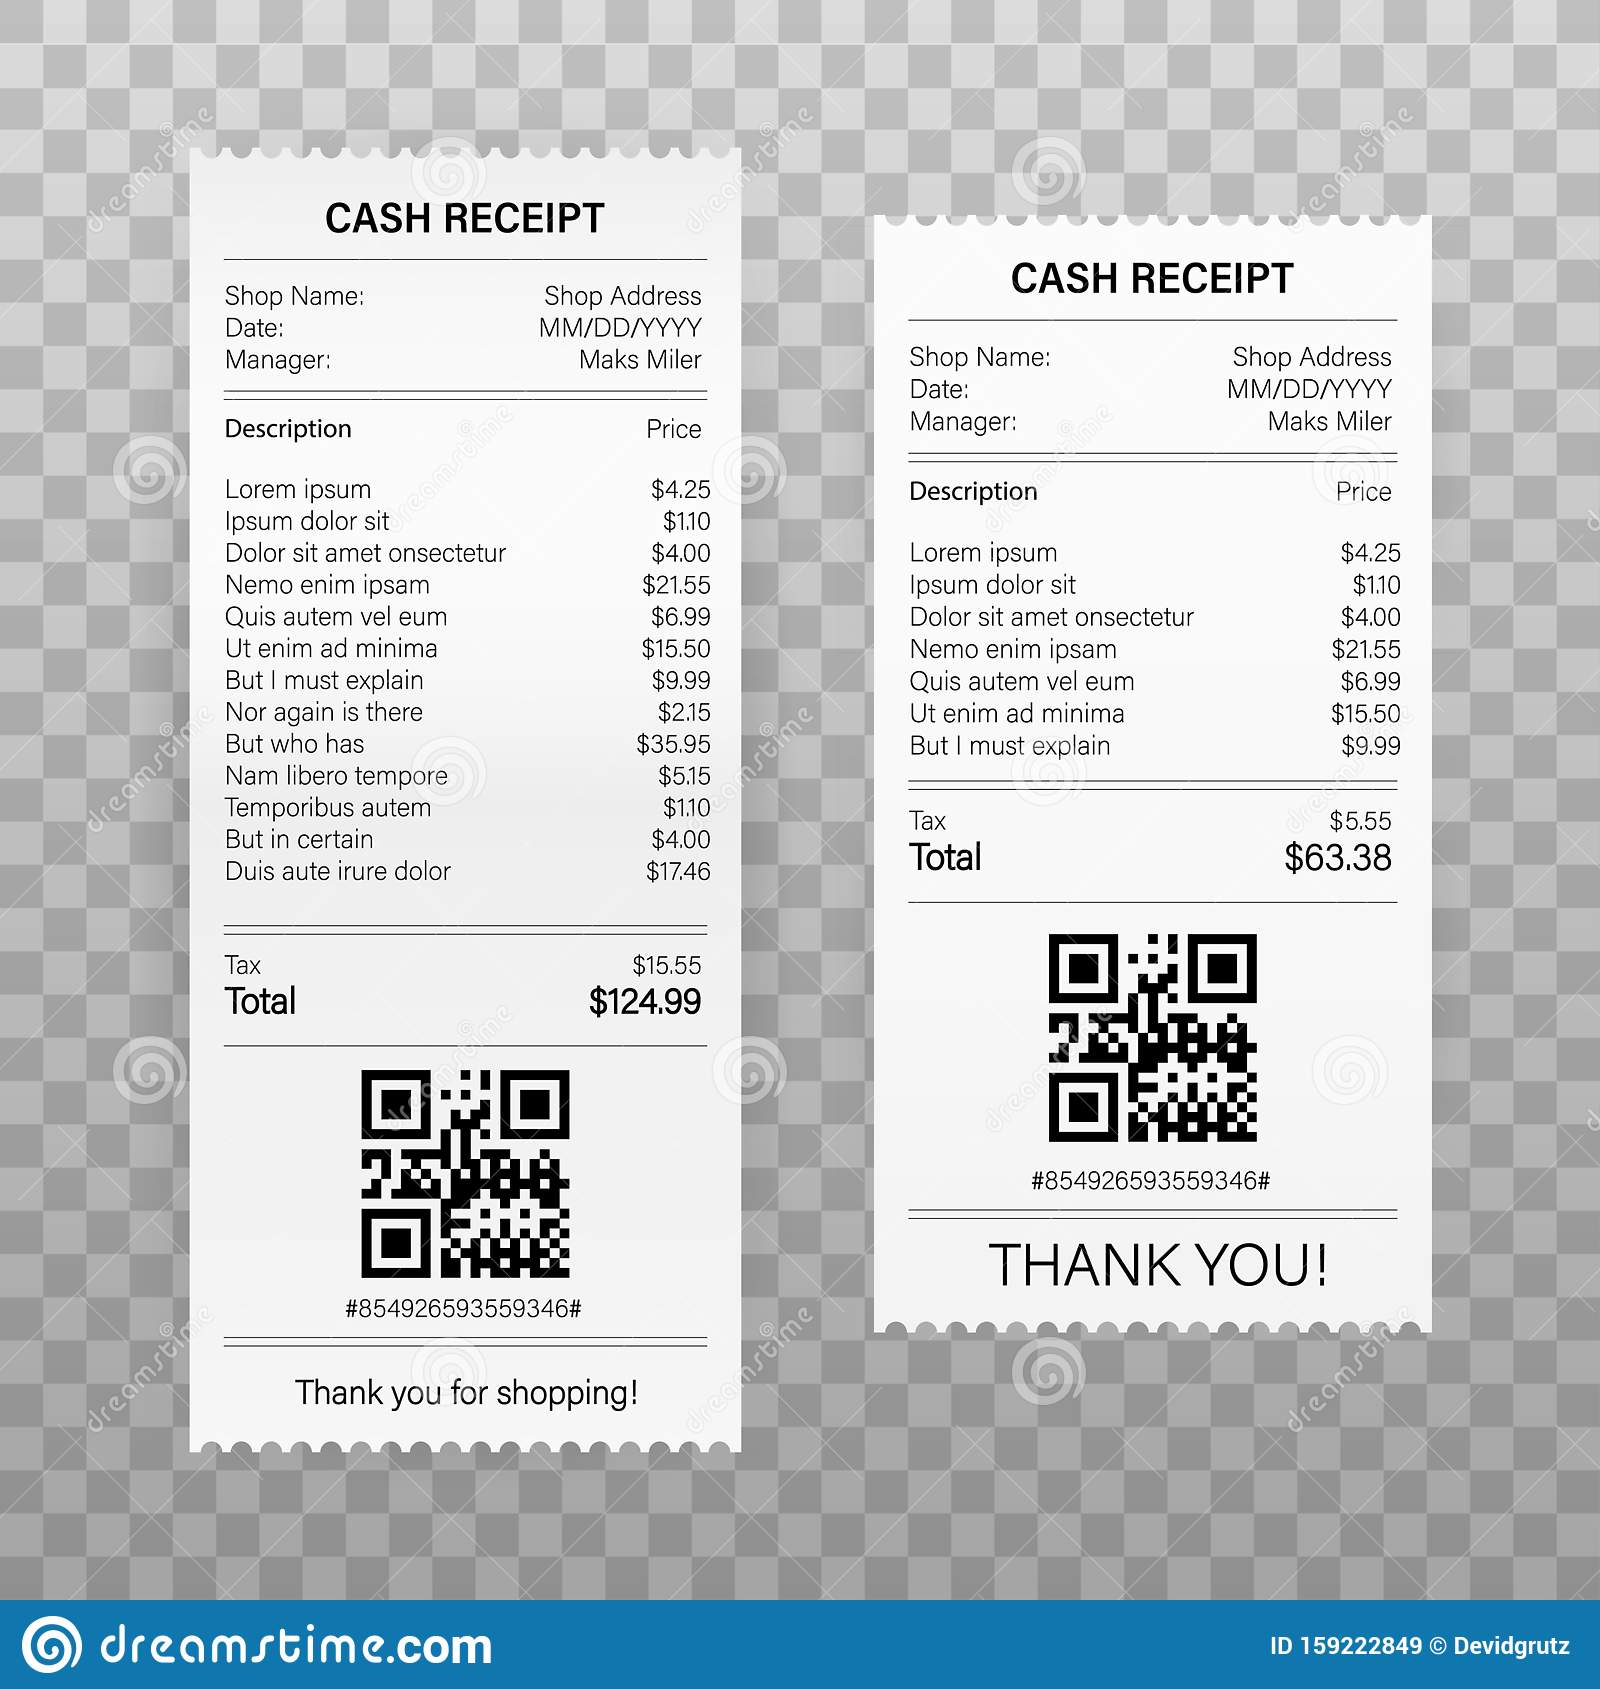 CASH RECEIPT
Shop Name: Shop Address
Date: MM/DD/YYYY
Manager: Maks Miler
Description Price
Lorem ipsum $4.25
Ipsum dolor sit $1.10
Dolor sit amet onsectetur $4.00
Nemo enim ipsam $21.55
Quis autem vel eum $6.99
Ut enim ad minima $15.50
But I must explain $9.99
Nor again is there $2.15
But who has $35.95
Nam libero tempore $5.15
Temporibus autem $1.10
But in certain $4.00
Duis aute irure dolor $17.46
Tax $15.55
Total $124.99
#854926593559346#
Thank you for shopping!
CASH RECEIPT
Shop Name: Shop Address
Date: MM/DD/YYYY
Manager: Maks Miler
Description Price
Lorem ipsum $4.25
Ipsum dolor sit $1.10
Dolor sit amet onsectetur $4.00
Nemo enim ipsam $21.55
Quis autem vel eum $6.99
Ut enim ad minima $15.50
But I must explain $9.99
Tax $5.55
Total $63.38
#854926593559346#
THANK YOU!
dreamstime.com
ID 159222849 © Devidgrutz